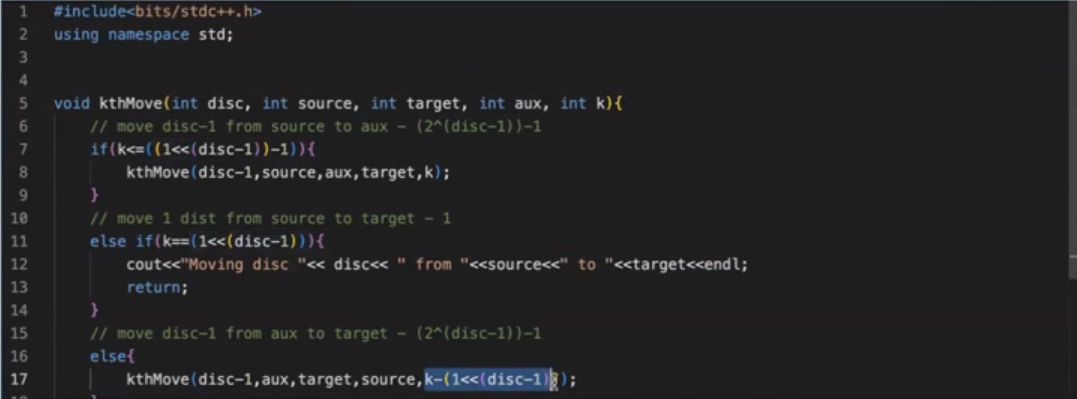 1 #include<bits/stdc++.h>
2 using namespace std;
3
4
5 void kthMove(int disc, int source, int target, int aux, int k){
6 // move disc-1 from source to aux - (2^(disc-1))-1
7 if(k<=((1<<(disc-1))-1)){
8 kthMove(disc-1,source,aux,target,k);
9 }
10 // move 1 dist from source to target - 1
11 else if(k==(1<<(disc-1))){
12 cout<<"Moving disc "<< disc<< " from "<<source<<" to "<<target<<endl;
13 return;
14 }
15 // move disc-1 from aux to target - (2^(disc-1))-1
16 else{
17 kthMove(disc-1,aux,target,source,k-(1<<(disc-1)));